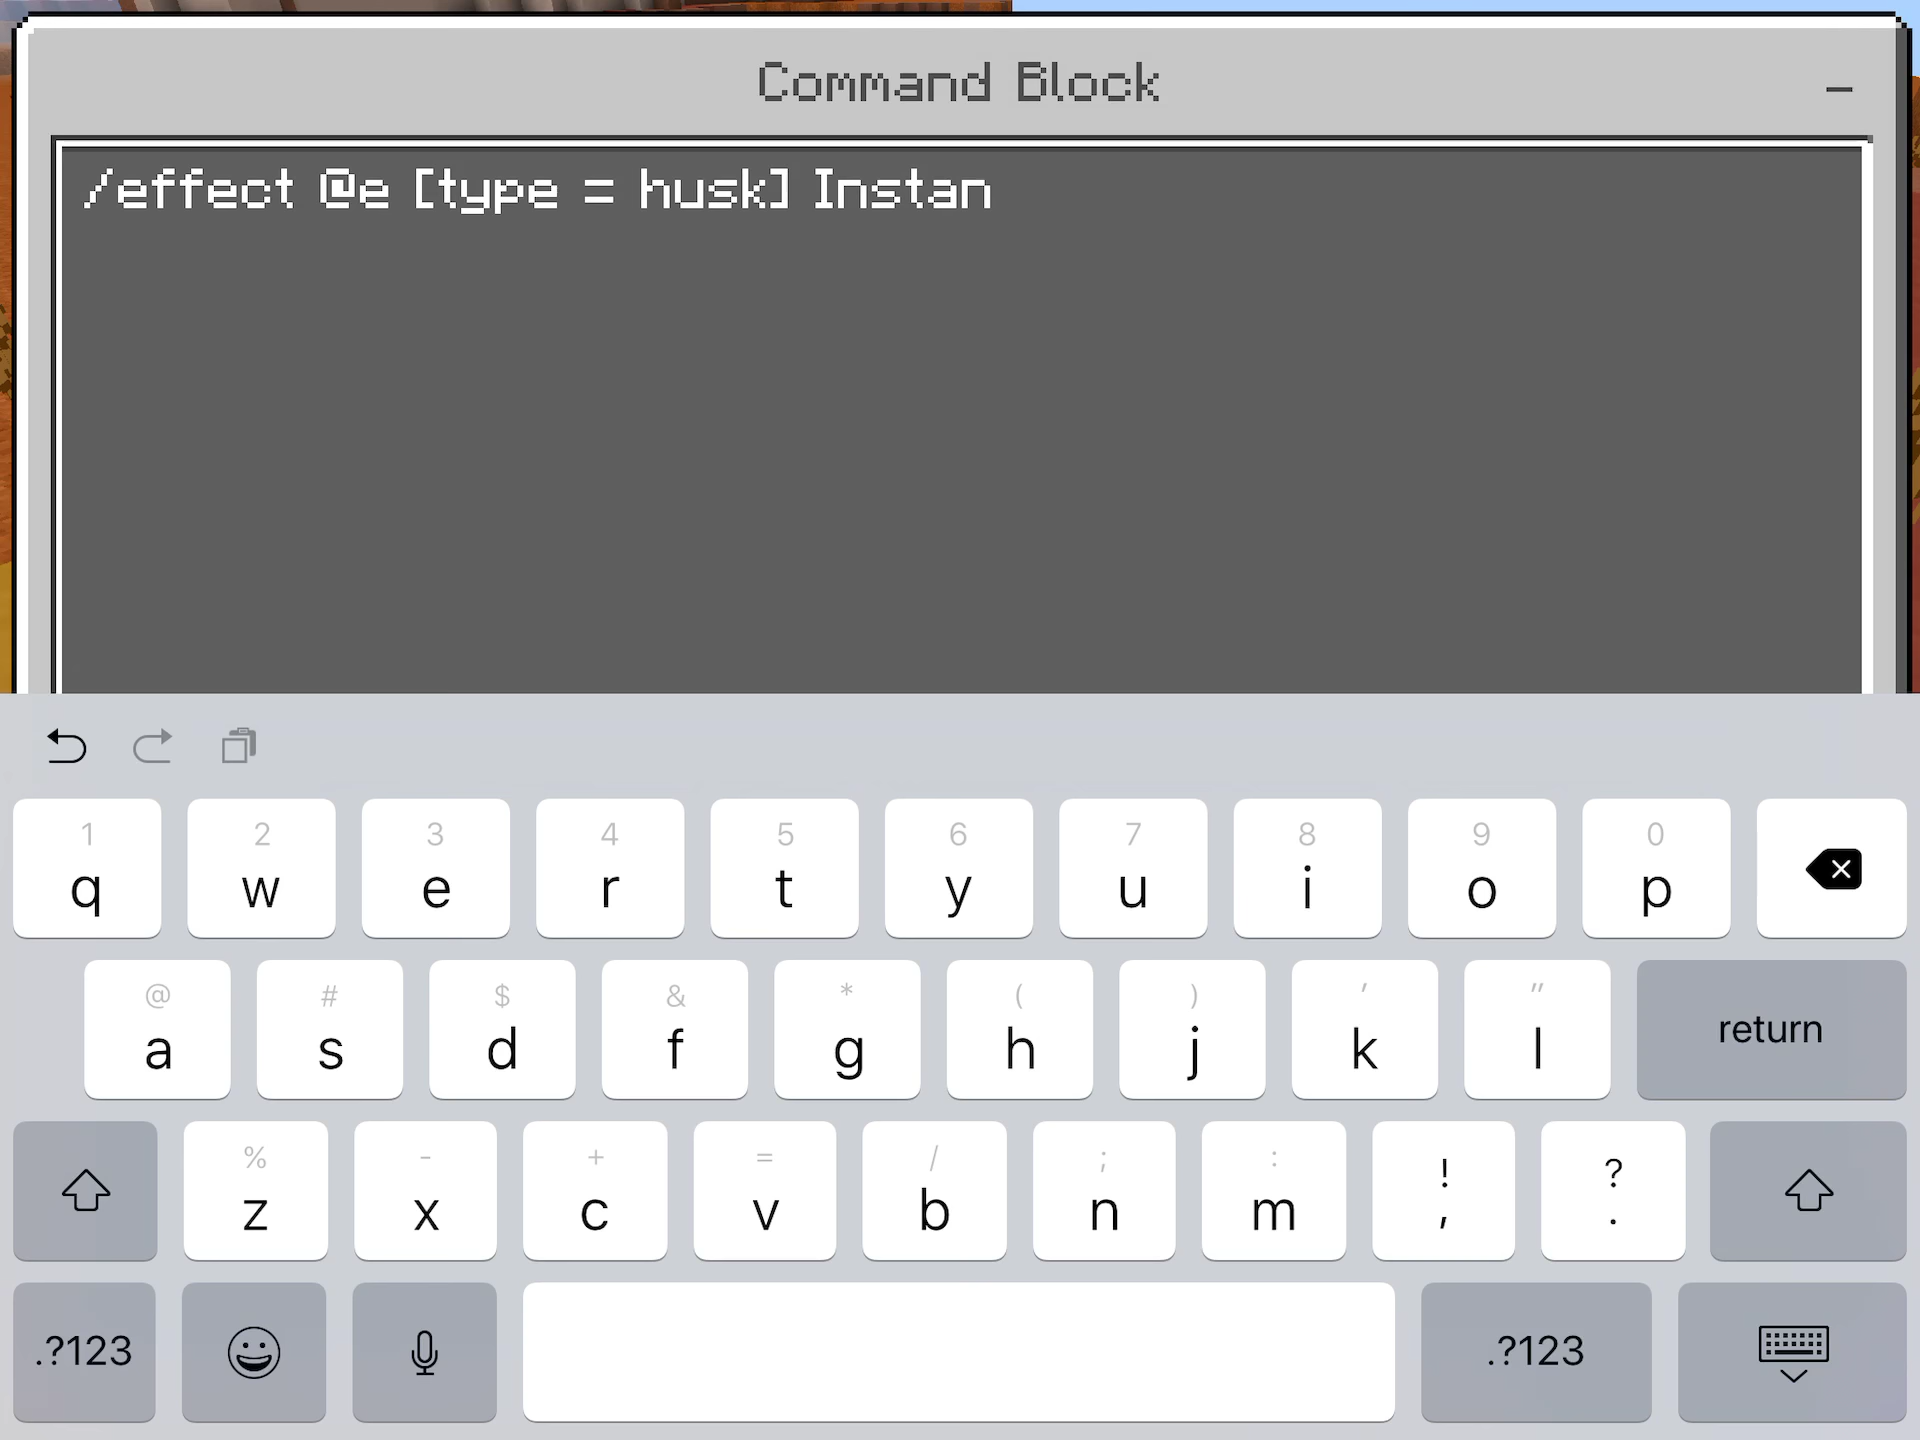 Command Block
/effect @e [type = husk] Instan
1 2 3 4 5 6 7 8 9 0
q w e r t y u i o p
@ # $ & * ( ) ' "
a s d f g h j k l return
% - + = / ; : ! ?
z x c v b n m , .
.?123 .?123